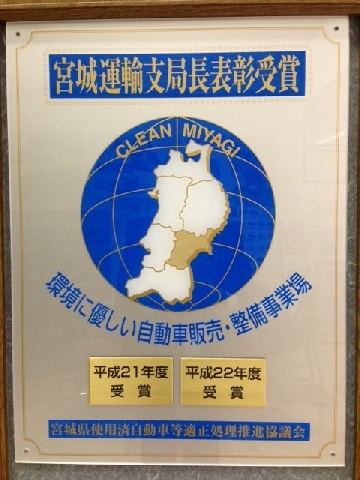 宮城運輸支局長表彰受賞
CLEAN MIYAGI
環境に優しい自動車販売・整備事業場
平成21年度
受賞
平成22年度
受賞
宮城県使用済自動車等適正処理推進協議会